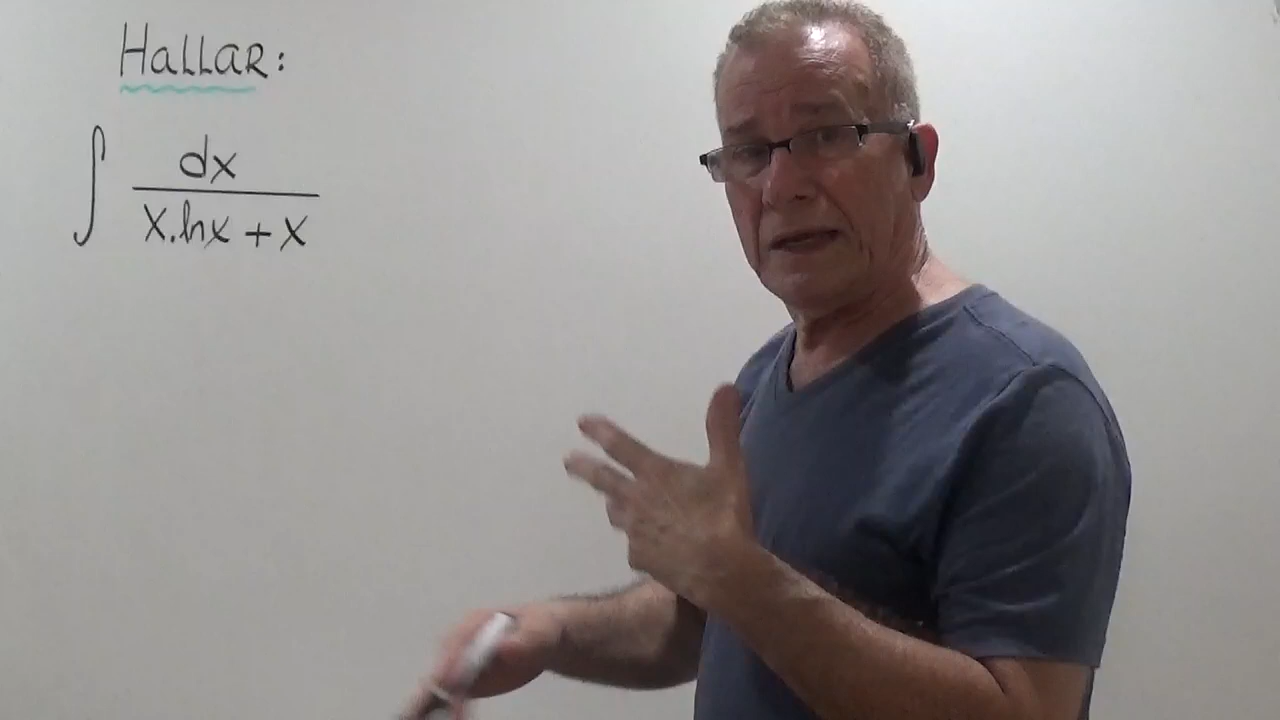 Hallar:
∫ dx
x.lnx + x